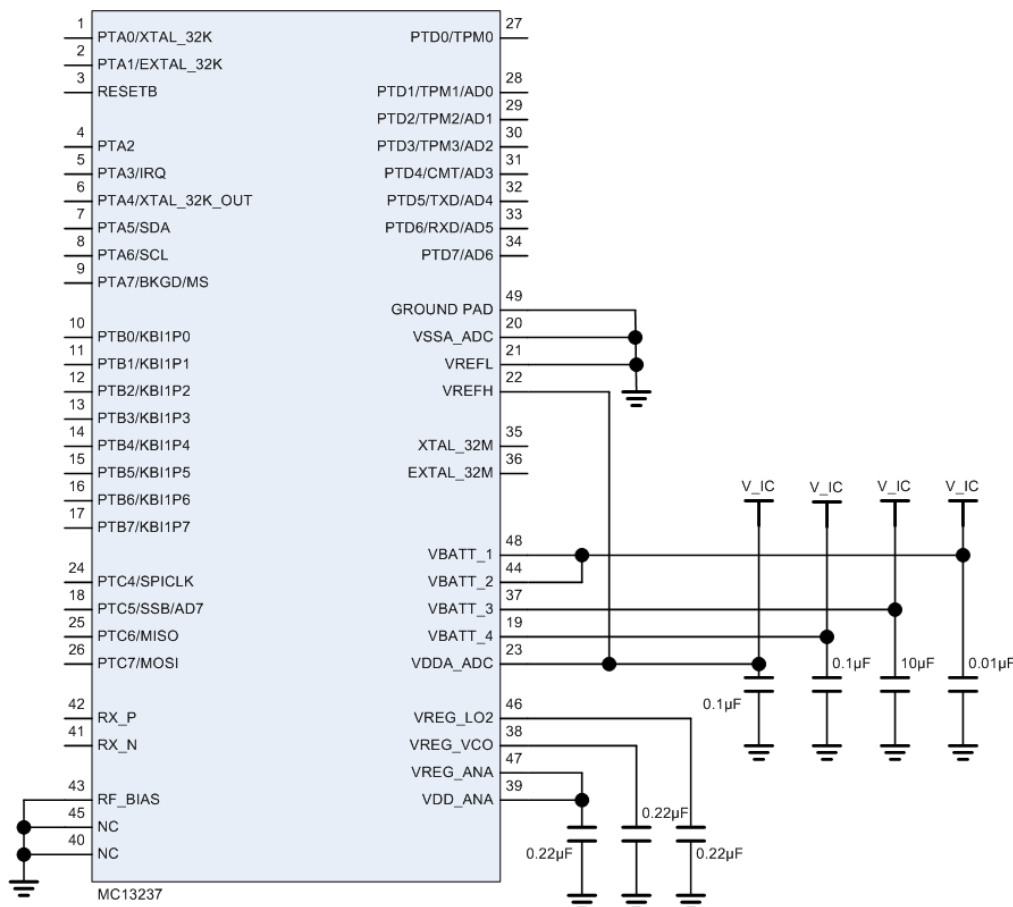 1
PTA0/XTAL_32K
2
PTA1/EXTAL_32K
3
RESETB
4
PTA2
5
PTA3/IRQ
6
PTA4/XTAL_32K_OUT
7
PTA5/SDA
8
PTA6/SCL
9
PTA7/BKGD/MS
10
PTB0/KBI1P0
11
PTB1/KBI1P1
12
PTB2/KBI1P2
13
PTB3/KBI1P3
14
PTB4/KBI1P4
15
PTB5/KBI1P5
16
PTB6/KBI1P6
17
PTB7/KBI1P7
24
PTC4/SPICLK
18
PTC5/SSB/AD7
25
PTC6/MISO
26
PTC7/MOSI
42
RX_P
41
RX_N
43
RF_BIAS
45
NC
40
NC
27
PTD0/TPM0
28
PTD1/TPM1/AD0
29
PTD2/TPM2/AD1
30
PTD3/TPM3/AD2
31
PTD4/CMT/AD3
32
PTD5/TXD/AD4
33
PTD6/RXD/AD5
34
PTD7/AD6
49
GROUND PAD
20
VSSA_ADC
21
VREFL
22
VREFH
35
XTAL_32M
36
EXTAL_32M
48
VBATT_1
44
VBATT_2
37
VBATT_3
19
VBATT_4
23
VDDA_ADC
46
VREG_LO2
38
VREG_VCO
47
VREG_ANA
39
VDD_ANA
V_IC
V_IC
V_IC
V_IC
0.1µF
0.1µF
10µF
0.01µF
0.22µF
0.22µF
0.22µF
MC13237